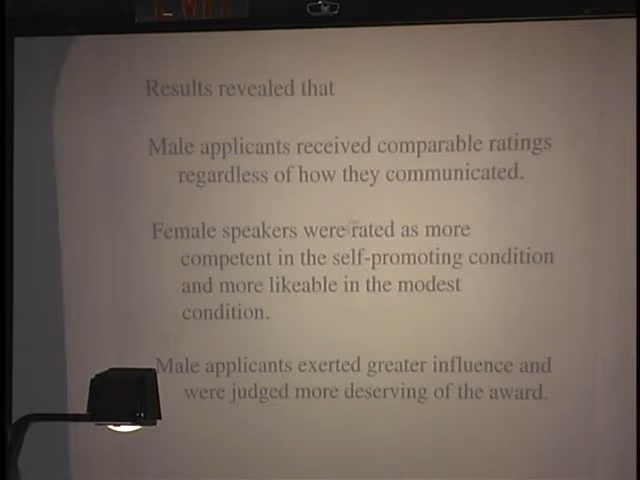 Results revealed that
Male applicants received comparable ratings
regardless of how they communicated.
Female speakers were rated as more
competent in the self-promoting condition
and more likeable in the modest
condition.
Male applicants exerted greater influence and
were judged more deserving of the award.